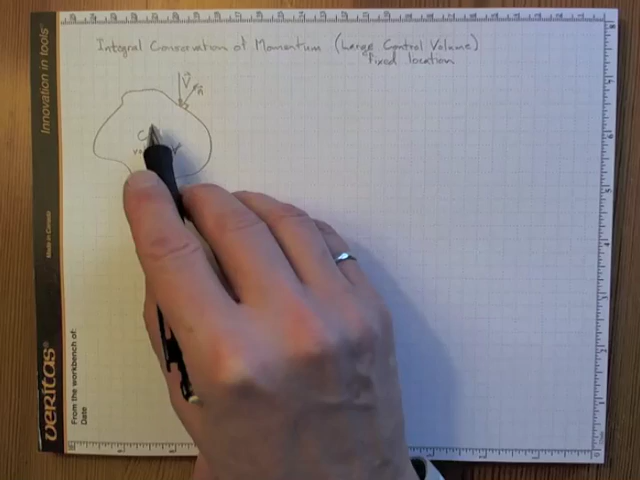 Integral Conservation of Momentum (Large Control Volume)
fixed location
V
n
Innovation in tools
Made in Canada
veritas
From the workbench of:
Date